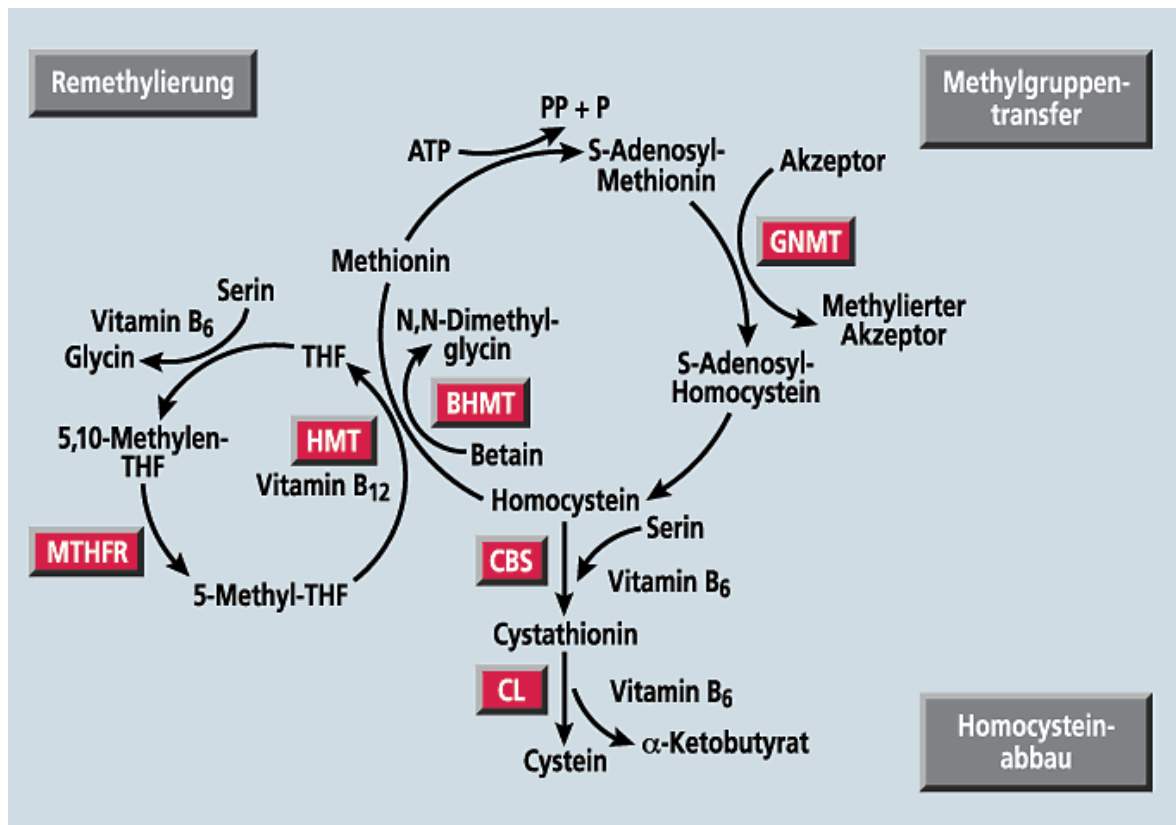 Remethylierung
Methylgruppen-
transfer
PP + P
ATP
S-Adenosyl-
Methionin
Akzeptor
GNMT
Methionin
Serin
Vitamin B6
Glycin
THF
N,N-Dimethyl-
glycin
Methylierter
Akzeptor
S-Adenosyl-
Homocystein
BHMT
5,10-Methylen-
THF
HMT
Betain
Vitamin B12
Homocystein
Serin
MTHFR
CBS
5-Methyl-THF
Vitamin B6
Cystathionin
CL
Vitamin B6
α-Ketobutyrat
Cystein
Homocystein-
abbau